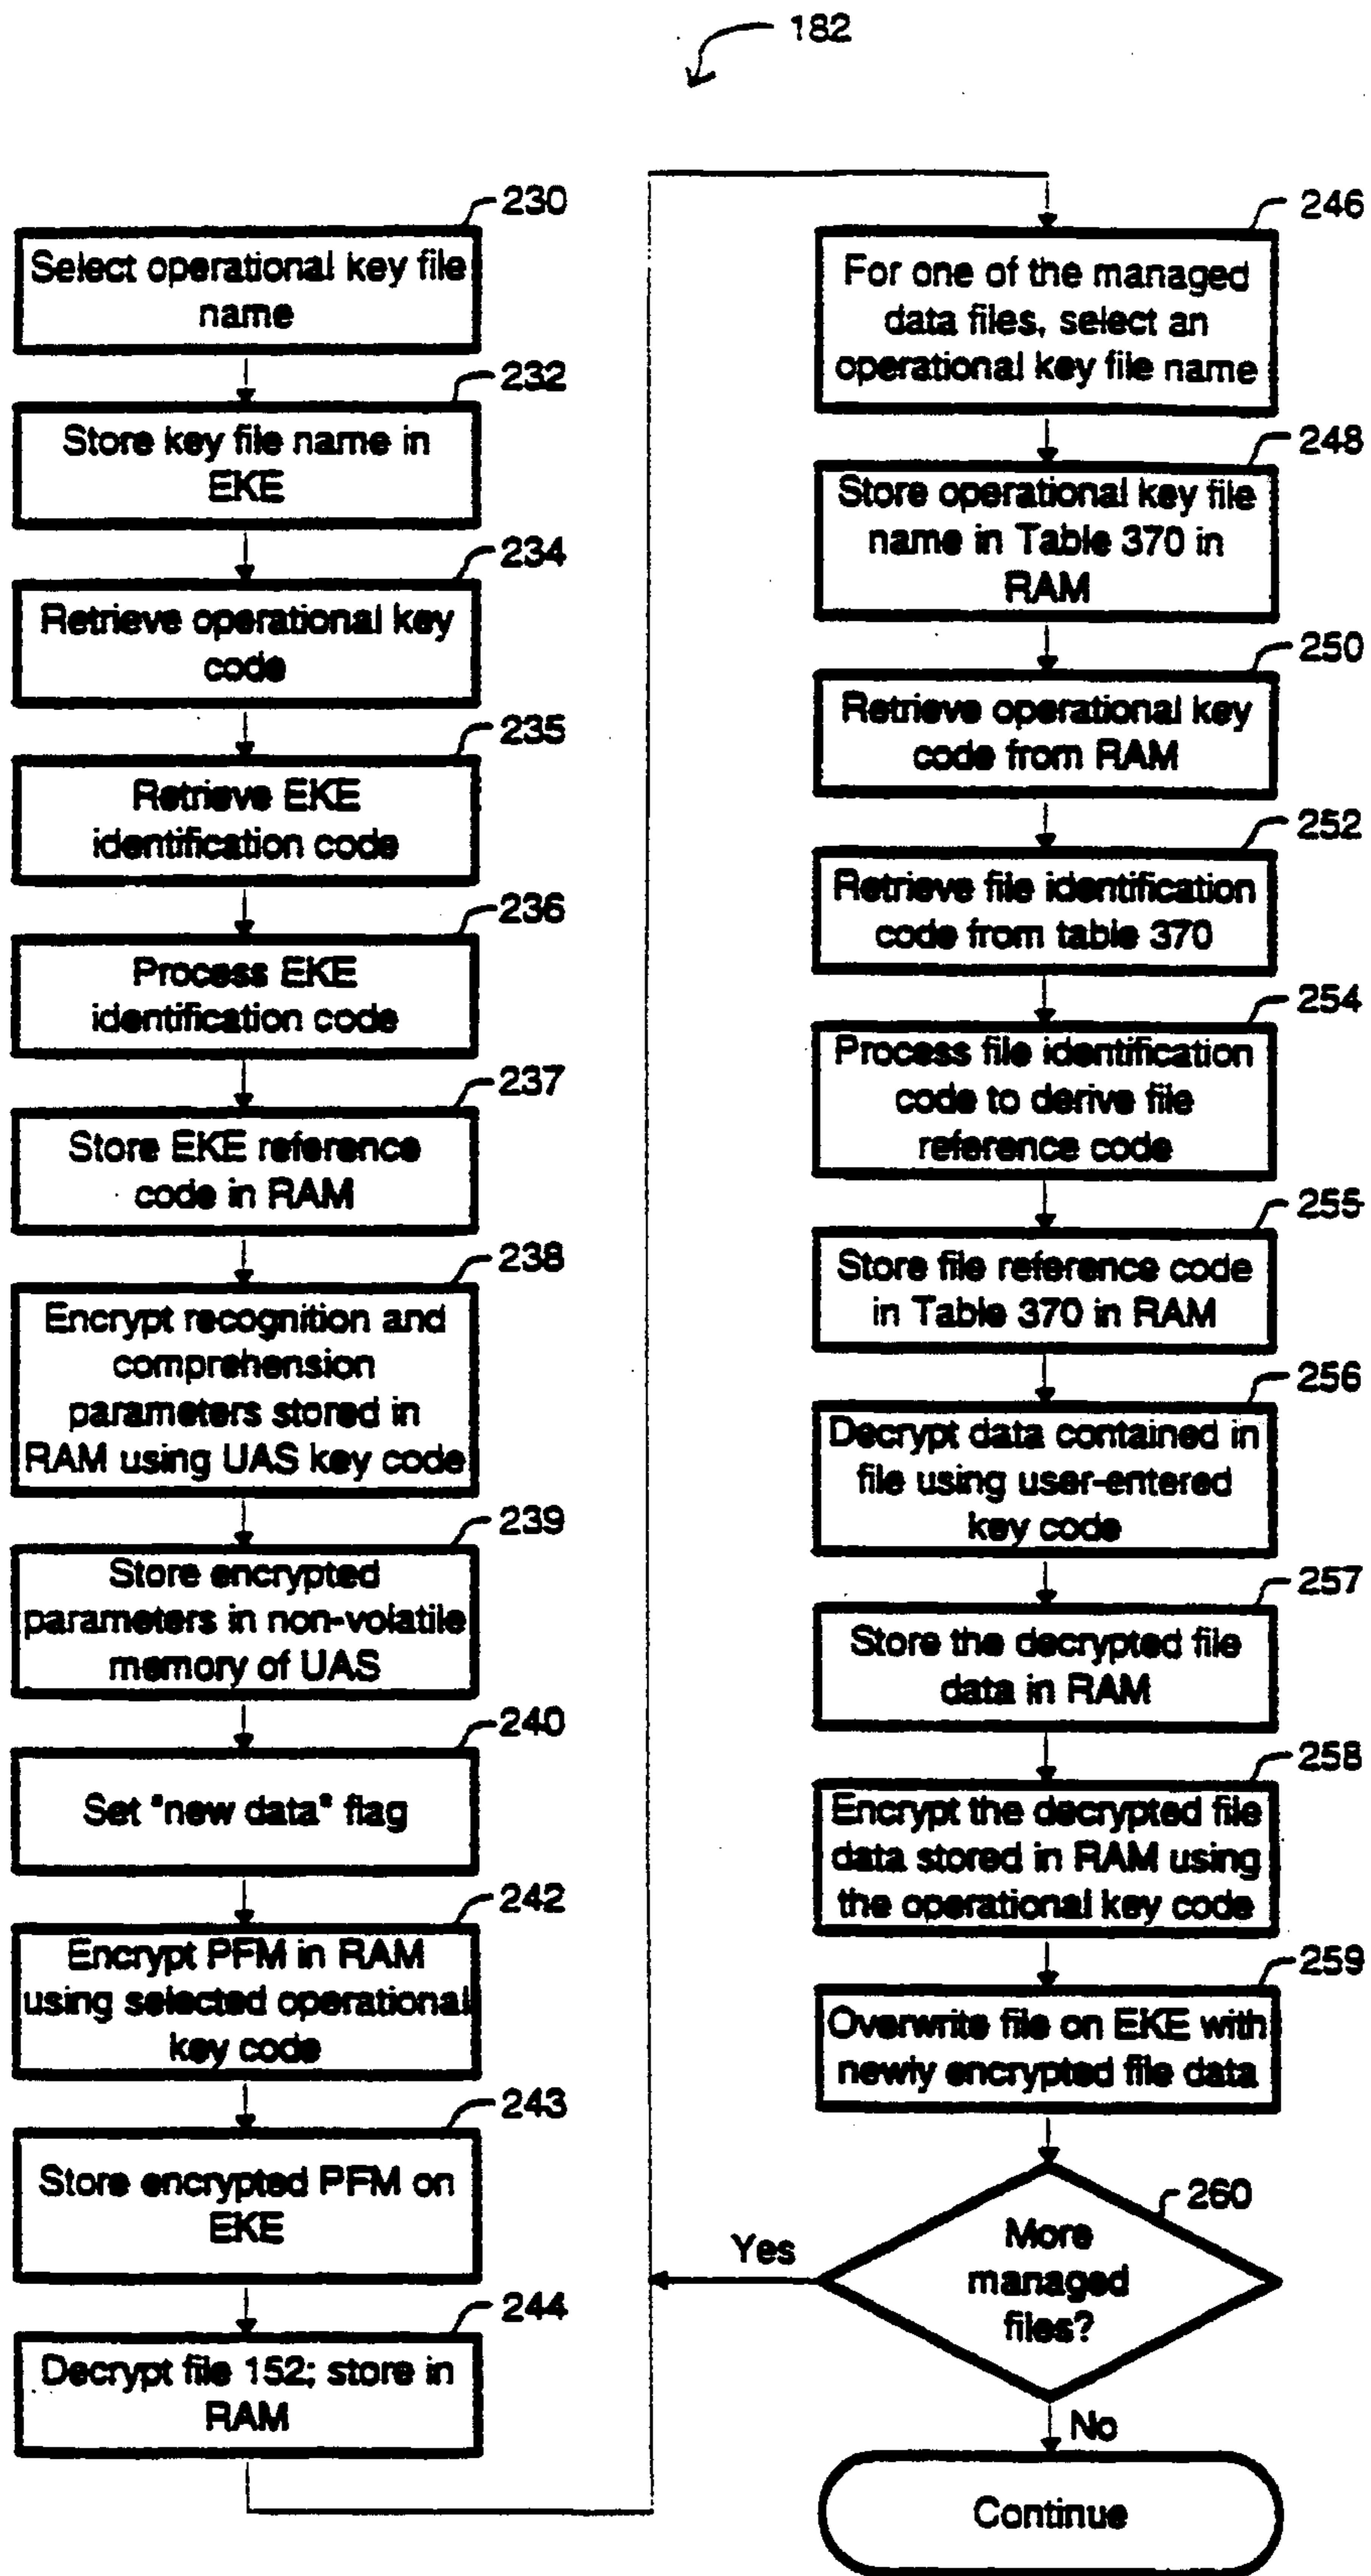 182
230
Select operational key file
name
232
Store key file name in
EKE
234
Retrieve operational key
code
235
Retrieve EKE
identification code
236
Process EKE
identification code
237
Store EKE reference
code in RAM
238
Encrypt recognition and
comprehension
parameters stored in
RAM using UAS key code
239
Store encrypted
parameters in non-volatile
memory of UAS
240
Set "new data" flag
242
Encrypt PFM in RAM
using selected operational
key code
243
Store encrypted PFM on
EKE
244
Decrypt file 152; store in
RAM
246
For one of the managed
data files, select an
operational key file name
248
Store operational key file
name in Table 370 in
RAM
250
Retrieve operational key
code from RAM
252
Retrieve file identification
code from table 370
254
Process file identification
code to derive file
reference code
255
Store file reference code
in Table 370 in RAM
256
Decrypt data contained in
file using user-entered
key code
257
Store the decrypted file
data in RAM
258
Encrypt the decrypted file
data stored in RAM using
the operational key code
259
Overwrite file on EKE with
newly encrypted file data
260
More
managed
files?
Yes
No
Continue